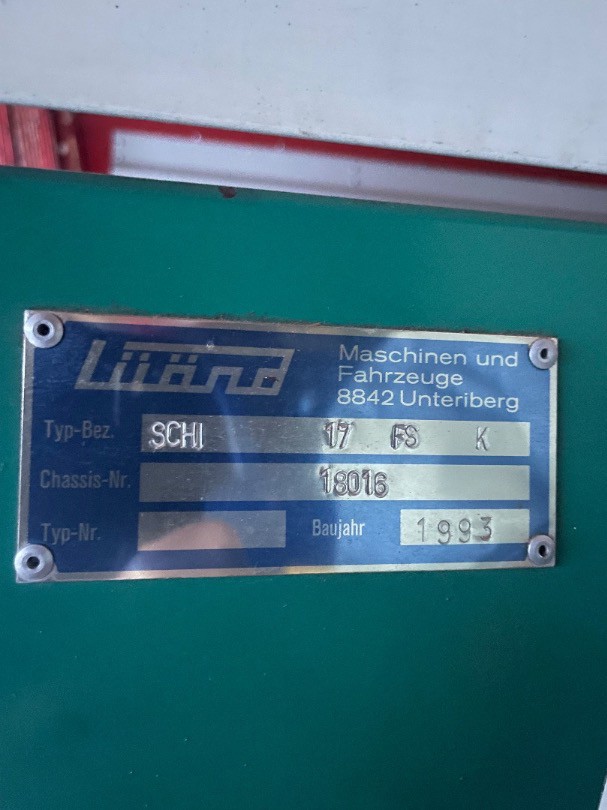 Lüönd
Maschinen und
Fahrzeuge
8842 Unteriberg
Typ-Bez. SCHI 17 FS K
Chassis-Nr. 18016
Typ-Nr. Baujahr 1993